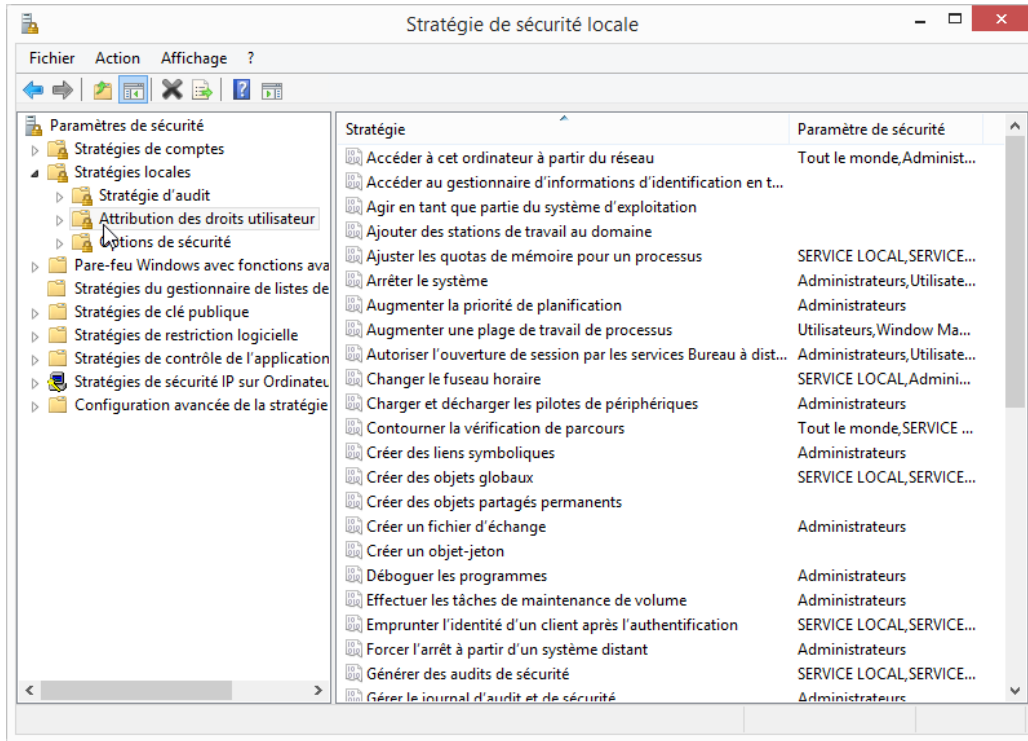 Stratégie de sécurité locale
Fichier Action Affichage ?
Paramètres de sécurité
Stratégies de comptes
Stratégies locales
Stratégie d'audit
Attribution des droits utilisateur
Options de sécurité
Pare-feu Windows avec fonctions ava
Stratégies du gestionnaire de listes de
Stratégies de clé publique
Stratégies de restriction logicielle
Stratégies de contrôle de l'application
Stratégies de sécurité IP sur Ordinateu
Configuration avancée de la stratégie
Stratégie Paramètre de sécurité
Accéder à cet ordinateur à partir du réseau Tout le monde,Administ...
Accéder au gestionnaire d'informations d'identification en t...
Agir en tant que partie du système d'exploitation
Ajouter des stations de travail au domaine
Ajuster les quotas de mémoire pour un processus SERVICE LOCAL,SERVICE...
Arrêter le système Administrateurs,Utilisate...
Augmenter la priorité de planification Administrateurs
Augmenter une plage de travail de processus Utilisateurs,Window Ma...
Autoriser l'ouverture de session par les services Bureau à dist... Administrateurs,Utilisate...
Changer le fuseau horaire SERVICE LOCAL,Admini...
Charger et décharger les pilotes de périphériques Administrateurs
Contourner la vérification de parcours Tout le monde,SERVICE ...
Créer des liens symboliques Administrateurs
Créer des objets globaux SERVICE LOCAL,SERVICE...
Créer des objets partagés permanents
Créer un fichier d'échange Administrateurs
Créer un objet-jeton
Déboguer les programmes Administrateurs
Effectuer les tâches de maintenance de volume Administrateurs
Emprunter l'identité d'un client après l'authentification SERVICE LOCAL,SERVICE...
Forcer l'arrêt à partir d'un système distant Administrateurs
Générer des audits de sécurité SERVICE LOCAL,SERVICE...
Gérer le journal d'audit et de sécurité Administrateurs